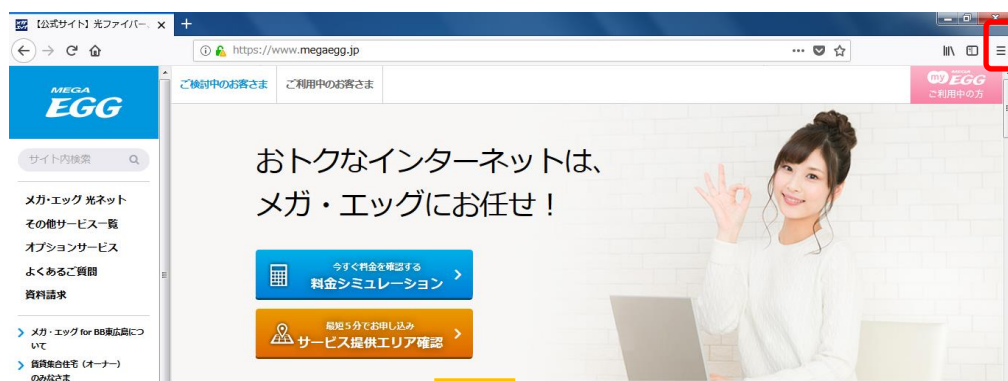 【公式サイト】光ファイバー、
https://www.megaegg.jp
MEGA
EGG
ご検討中のお客さま
ご利用中のお客さま
my EGG
ご利用中の方
サイト内検索
メガ・エッグ 光ネット
その他サービス一覧
オプションサービス
よくあるご質問
資料請求
メガ・エッグ for BB東広島につ
いて
賃貸集合住宅（オーナー）
のみなさま
おトクなインターネットは、
メガ・エッグにお任せ！
今すぐ料金を確認する
料金シミュレーション
最短5分でお申し込み
サービス提供エリア確認